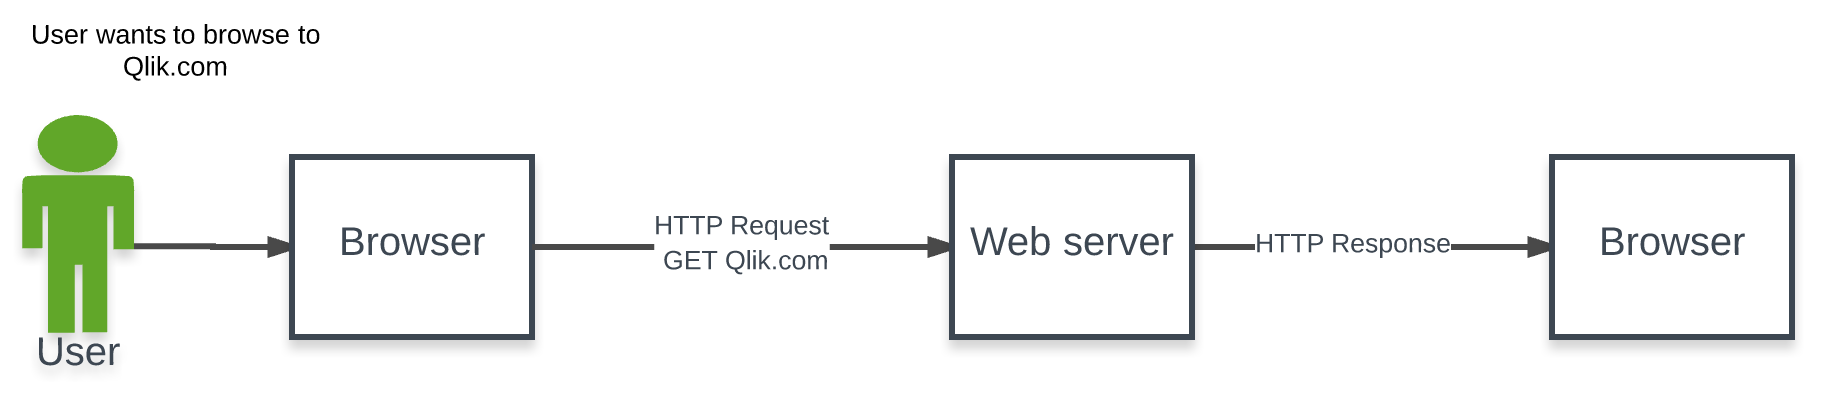 User wants to browse to
Qlik.com
User
Browser
HTTP Request
GET Qlik.com
Web server
HTTP Response
Browser